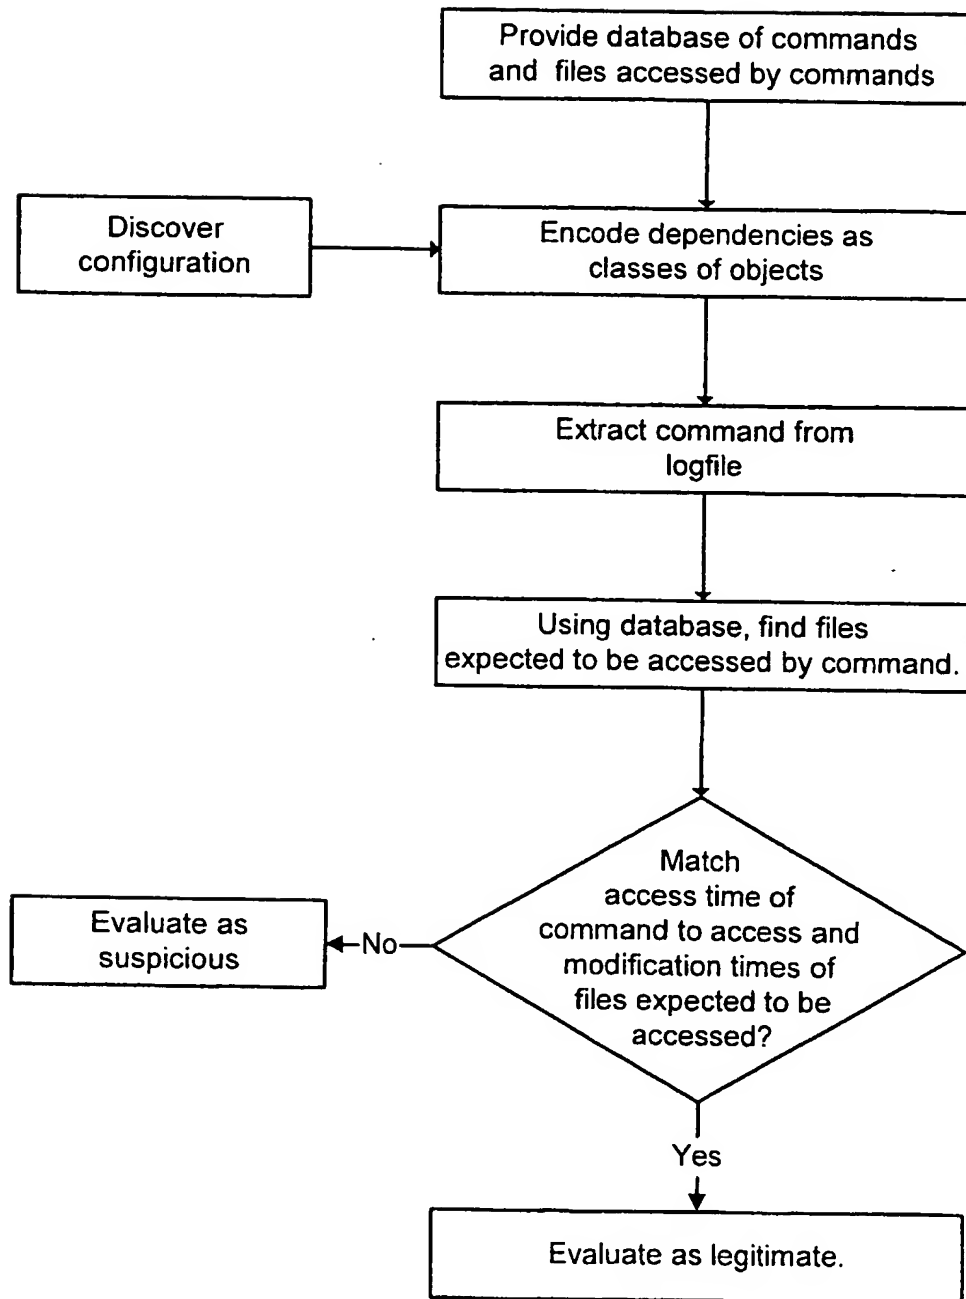 Provide database of commands
and files accessed by commands
Discover
configuration
Encode dependencies as
classes of objects
Extract command from
logfile
Using database, find files
expected to be accessed by command.
Match
access time of
command to access and
modification times of
files expected to be
accessed?
No
Evaluate as
suspicious
Yes
Evaluate as legitimate.